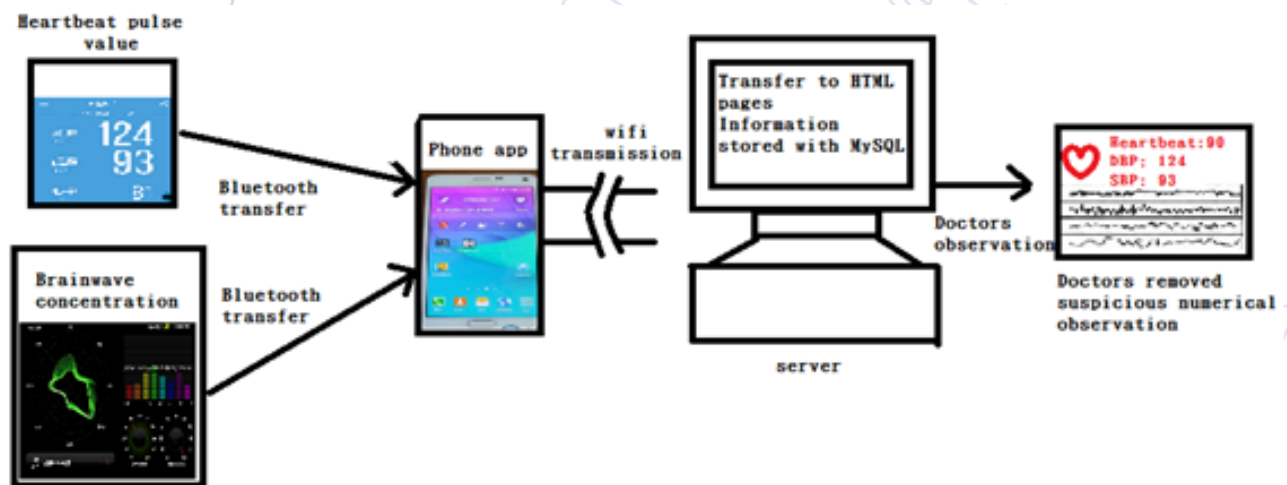 Heartbeat pulse
value
124
93
Bluetooth
transfer
Brainwave
concentration
Bluetooth
transfer
Phone app
wifi
transmission
Transfer to HTML
pages
Information
stored with MySQL
server
Doctors
observation
Heartbeat:90
DBP: 124
SBP: 93
Doctors removed
suspicious numerical
observation